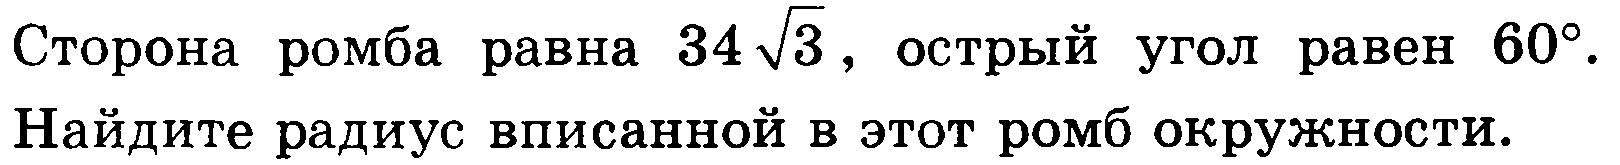 Сторона ромба равна 34√3, острый угол равен 60°.
Найдите радиус вписанной в этот ромб окружности.